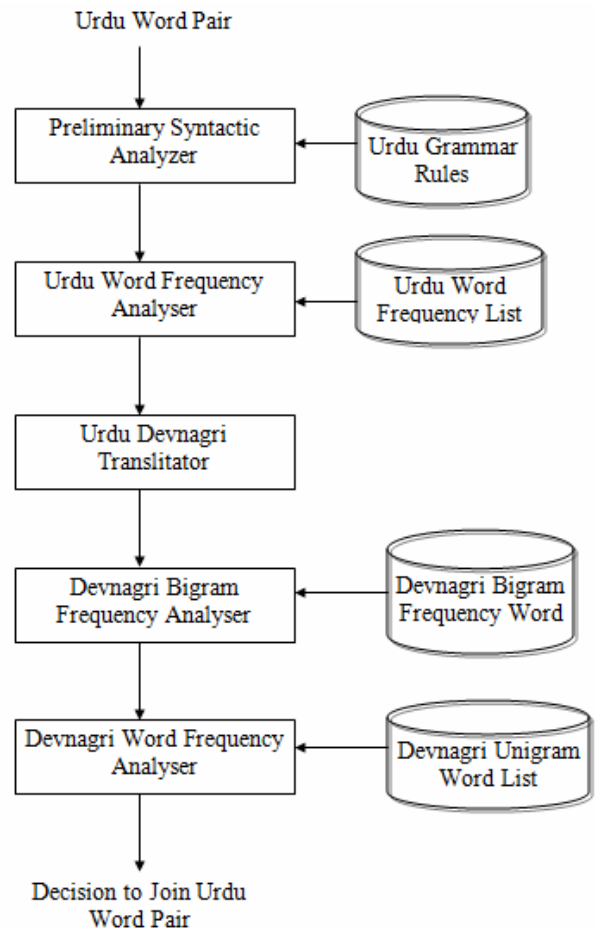 Urdu Word Pair
Preliminary Syntactic
Analyzer
Urdu Grammar
Rules
Urdu Word Frequency
Analyser
Urdu Word
Frequency List
Urdu Devnagri
Translitator
Devnagri Bigram
Frequency Analyser
Devnagri Bigram
Frequency Word
Devnagri Word Frequency
Analyser
Devnagri Unigram
Word List
Decision to Join Urdu
Word Pair